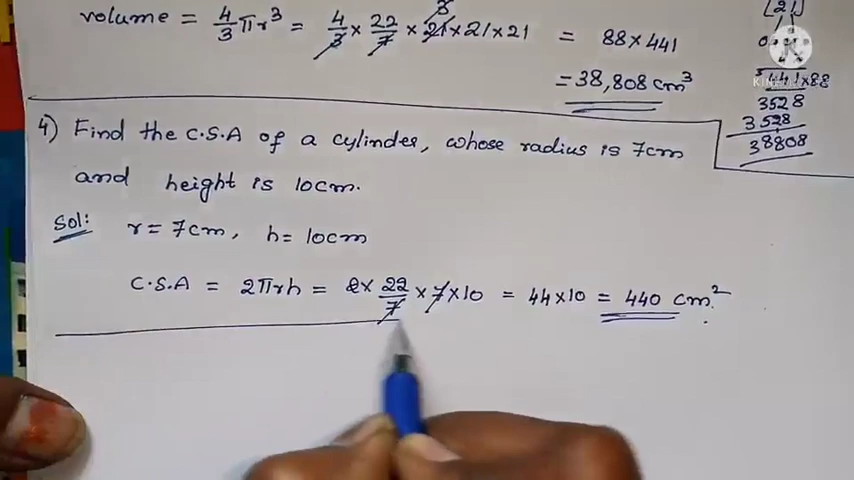 volume = 4/3 πr³ = 4/3 × 22/7 × 21×21×21 = 88×441
= 38,808 cm³
441×88
3528
3528
38808
4) Find the C.S.A of a cylinder, whose radius is 7cm
and height is 10cm.
Sol:
r = 7cm, h = 10cm
C.S.A = 2πrh = 2× 22/7 ×7×10 = 44×10 = 440 cm².